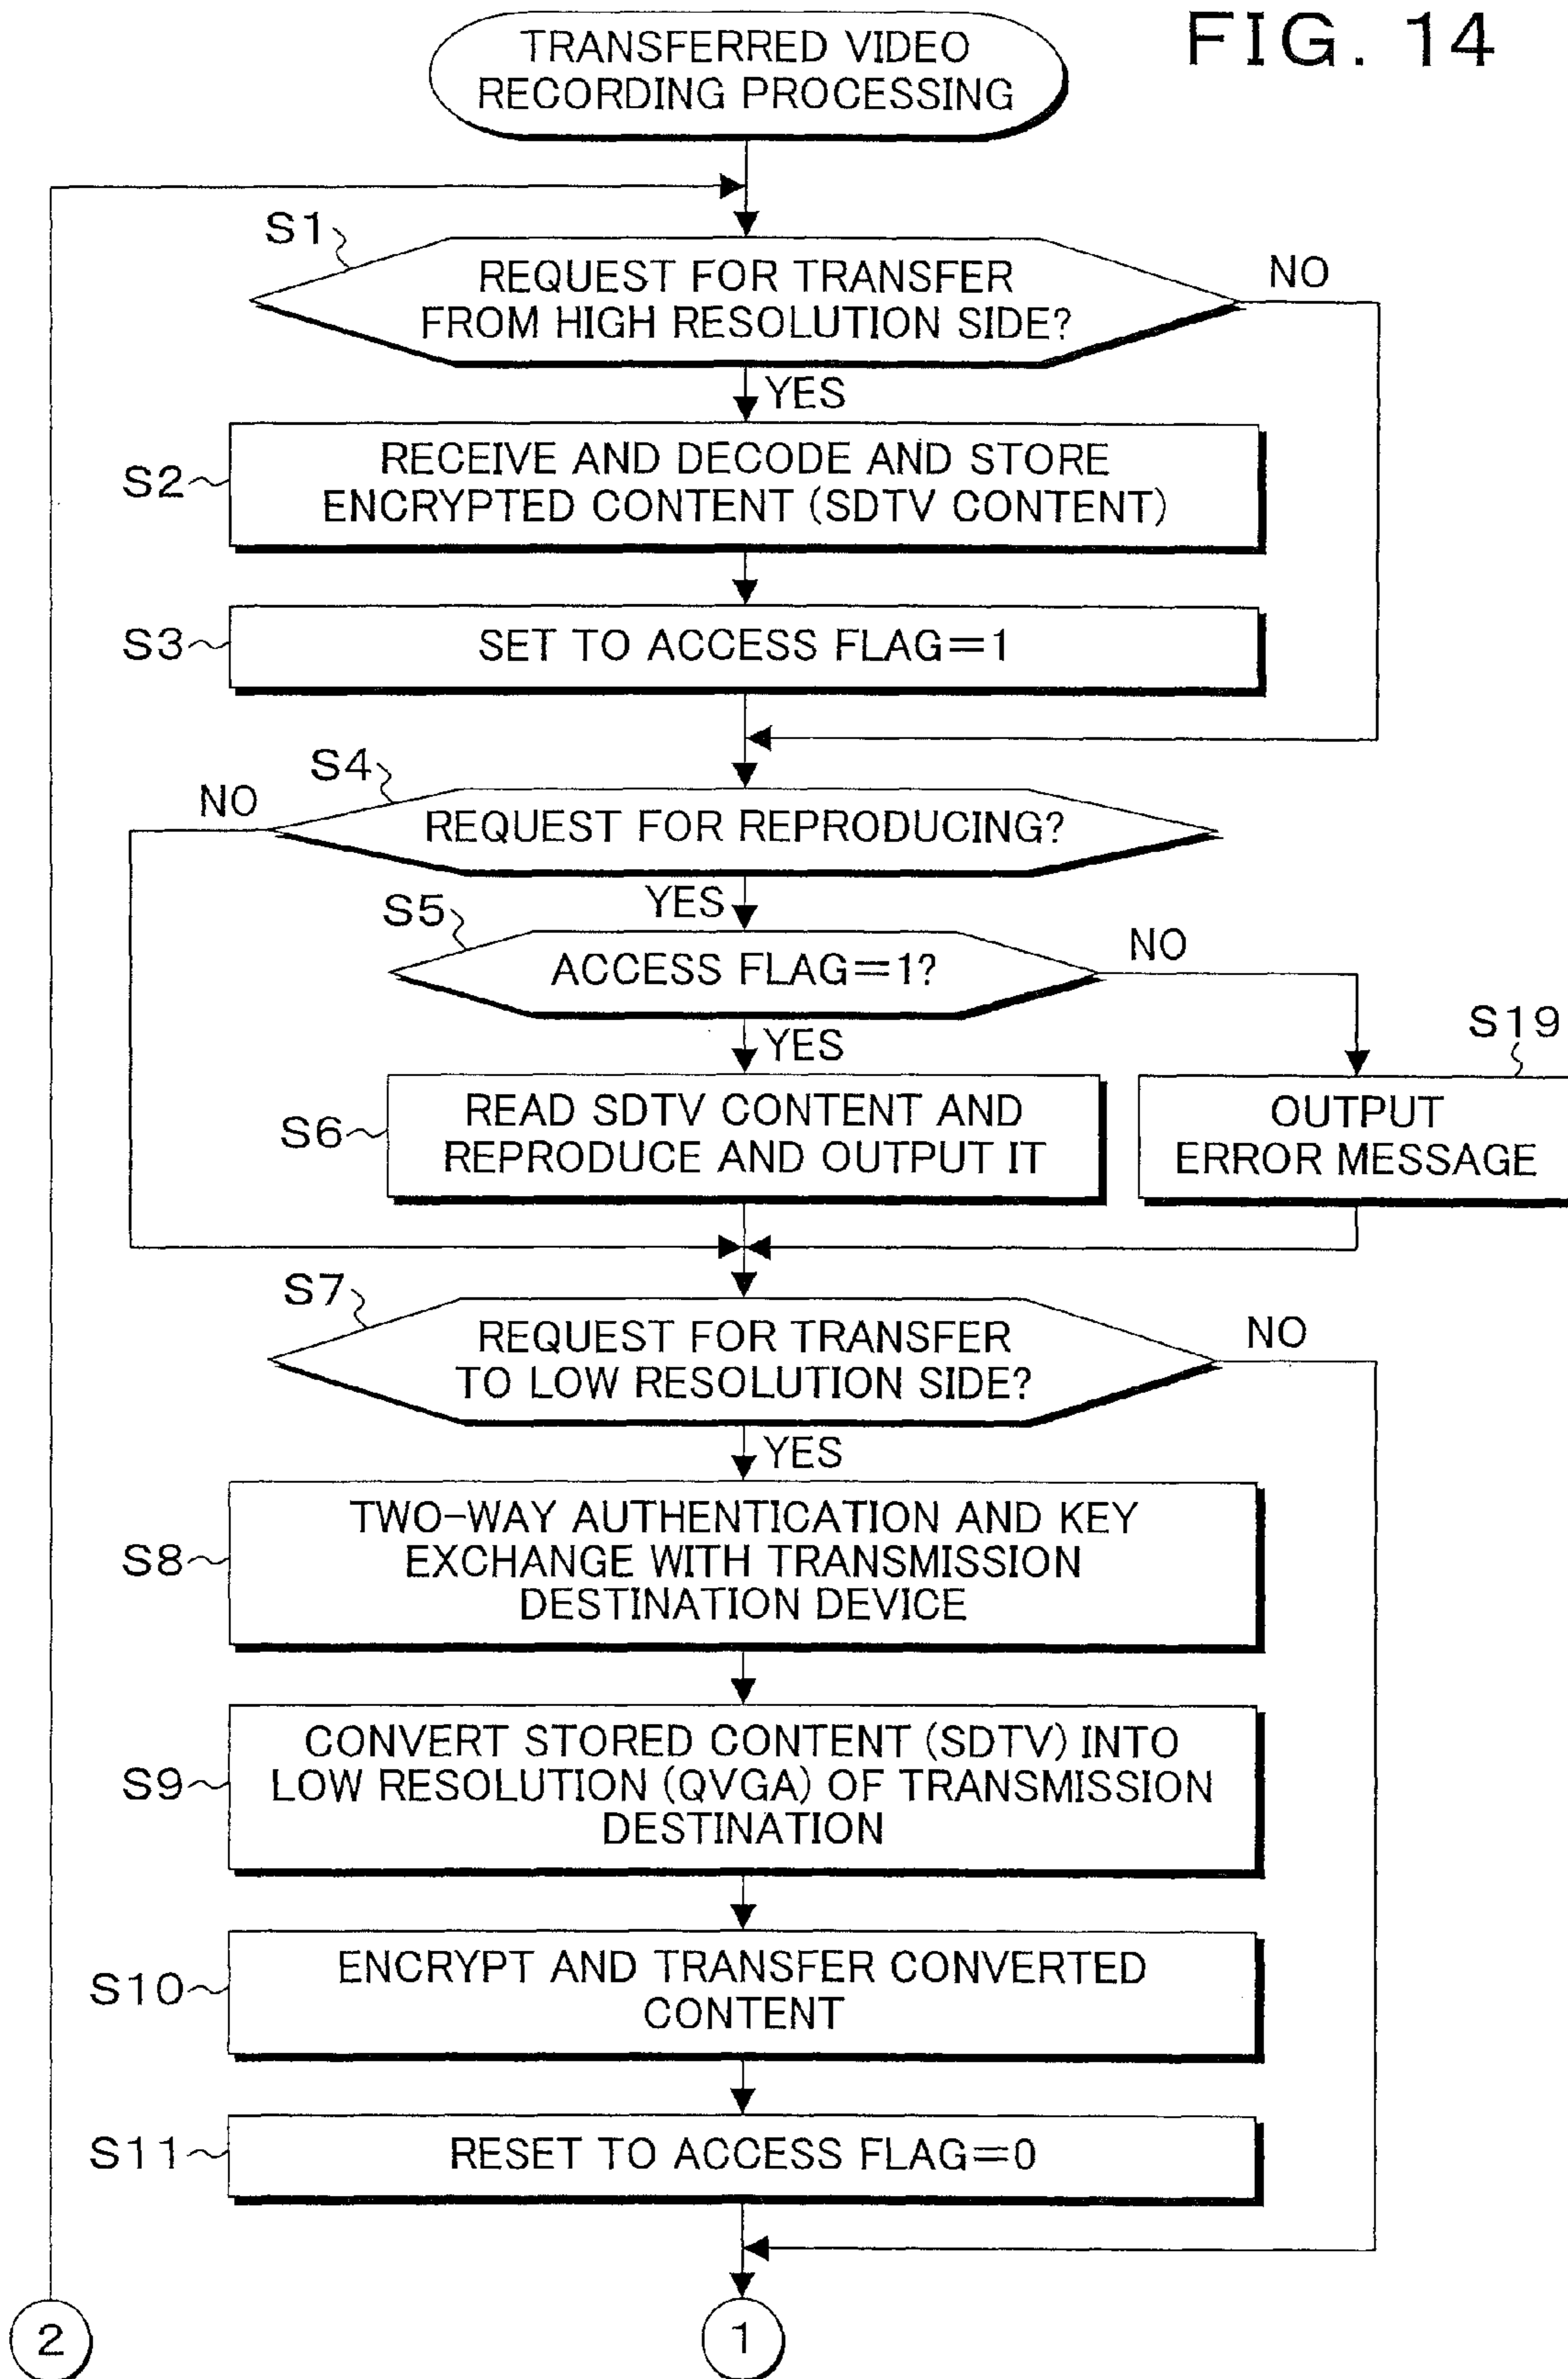 FIG. 14
TRANSFERRED VIDEO
RECORDING PROCESSING
S1
REQUEST FOR TRANSFER
FROM HIGH RESOLUTION SIDE?
NO
YES
S2
RECEIVE AND DECODE AND STORE
ENCRYPTED CONTENT (SDTV CONTENT)
S3
SET TO ACCESS FLAG=1
S4
NO
REQUEST FOR REPRODUCING?
YES
S5
ACCESS FLAG=1?
NO
YES
S19
S6
READ SDTV CONTENT AND
REPRODUCE AND OUTPUT IT
OUTPUT
ERROR MESSAGE
S7
REQUEST FOR TRANSFER
TO LOW RESOLUTION SIDE?
NO
YES
S8
TWO-WAY AUTHENTICATION AND KEY
EXCHANGE WITH TRANSMISSION
DESTINATION DEVICE
S9
CONVERT STORED CONTENT (SDTV) INTO
LOW RESOLUTION (QVGA) OF TRANSMISSION
DESTINATION
S10
ENCRYPT AND TRANSFER CONVERTED
CONTENT
S11
RESET TO ACCESS FLAG=0
2
1